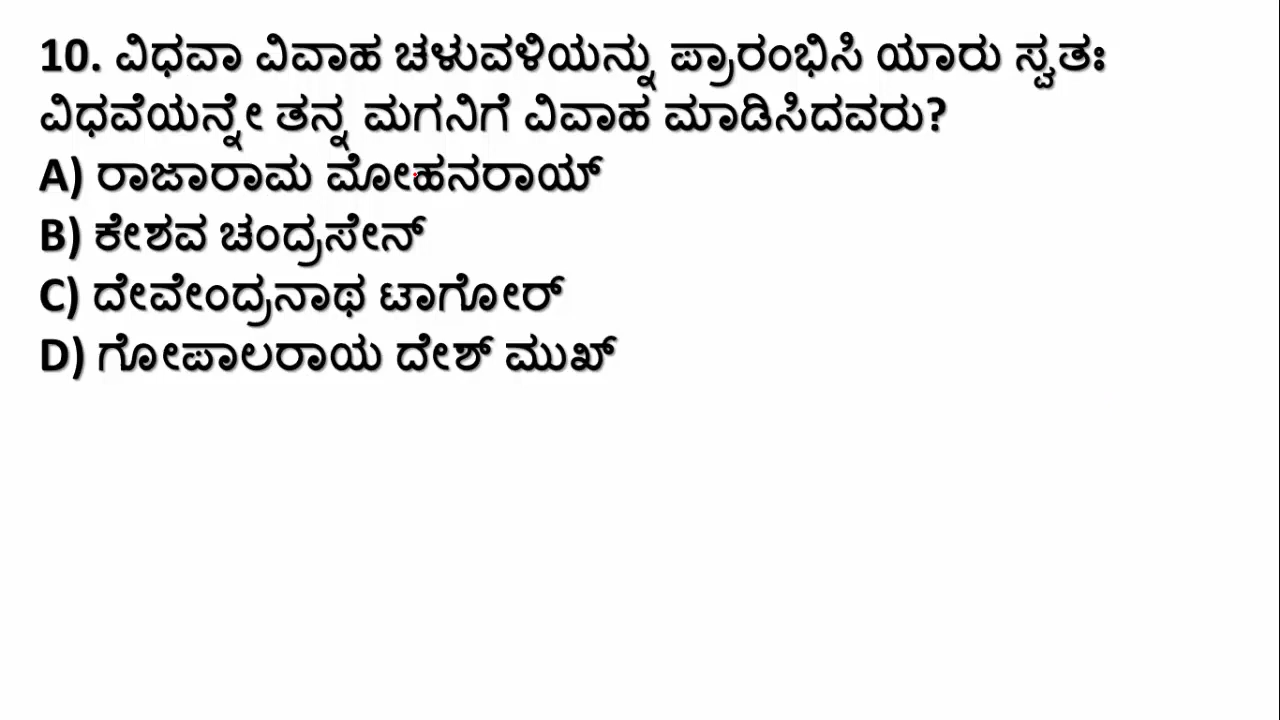 10. ವಿಧವಾ ವಿವಾಹ ಚಳುವಳಿಯನ್ನು ಪ್ರಾರಂಭಿಸಿ ಯಾರು ಸ್ವತಃ
ವಿಧವೆಯನ್ನೇ ತನ್ನ ಮಗನಿಗೆ ವಿವಾಹ ಮಾಡಿಸಿದವರು?
A) ರಾಜಾರಾಮ ಮೋಹನರಾಯ್
B) ಕೇಶವ ಚಂದ್ರಸೇನ್
C) ದೇವೇಂದ್ರನಾಥ ಟಾಗೋರ್
D) ಗೋಪಾಲರಾಯ ದೇಶ್ ಮುಖ್